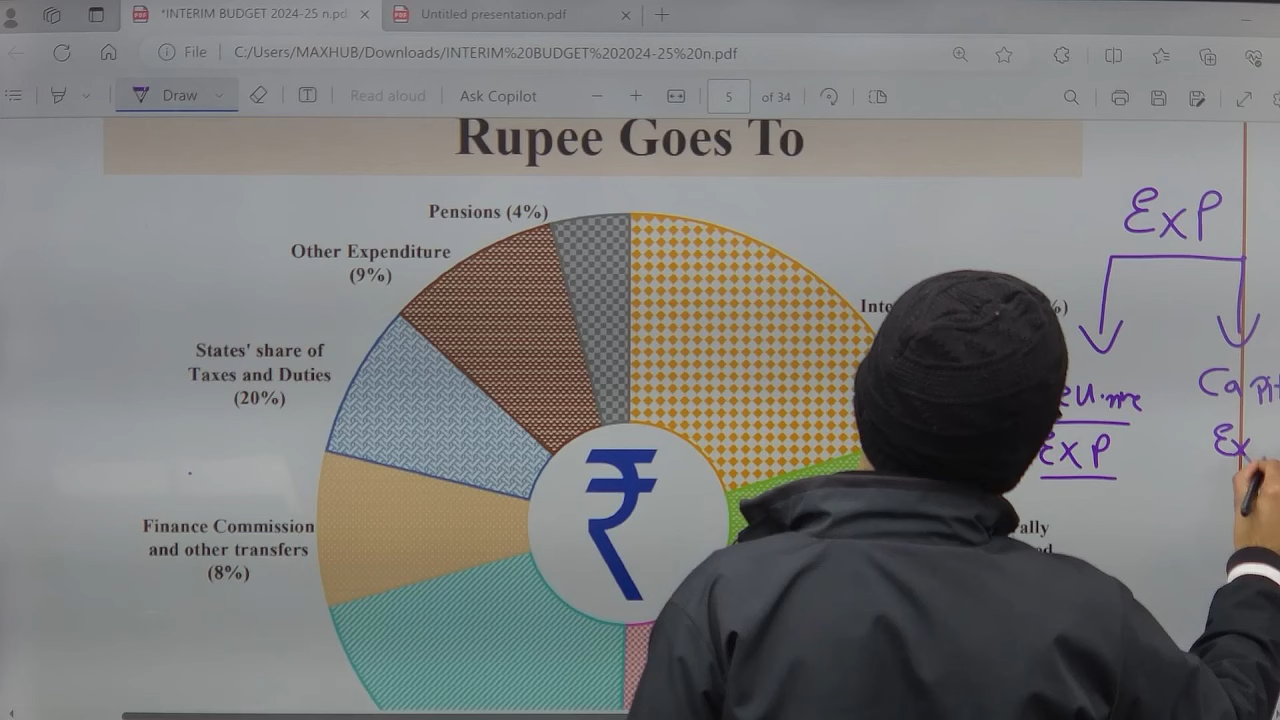 *INTERIM BUDGET 2024-25 n.pd
Untitled presentation.pdf
File
C:/Users/MAXHUB/Downloads/INTERIM%20BUDGET%202024-25%20n.pdf
Draw
Read aloud
Ask Copilot
5
of 34
Rupee Goes To
Pensions (4%)
Other Expenditure
(9%)
States' share of
Taxes and Duties
(20%)
Finance Commission
and other transfers
(8%)
₹
Exp
Exp